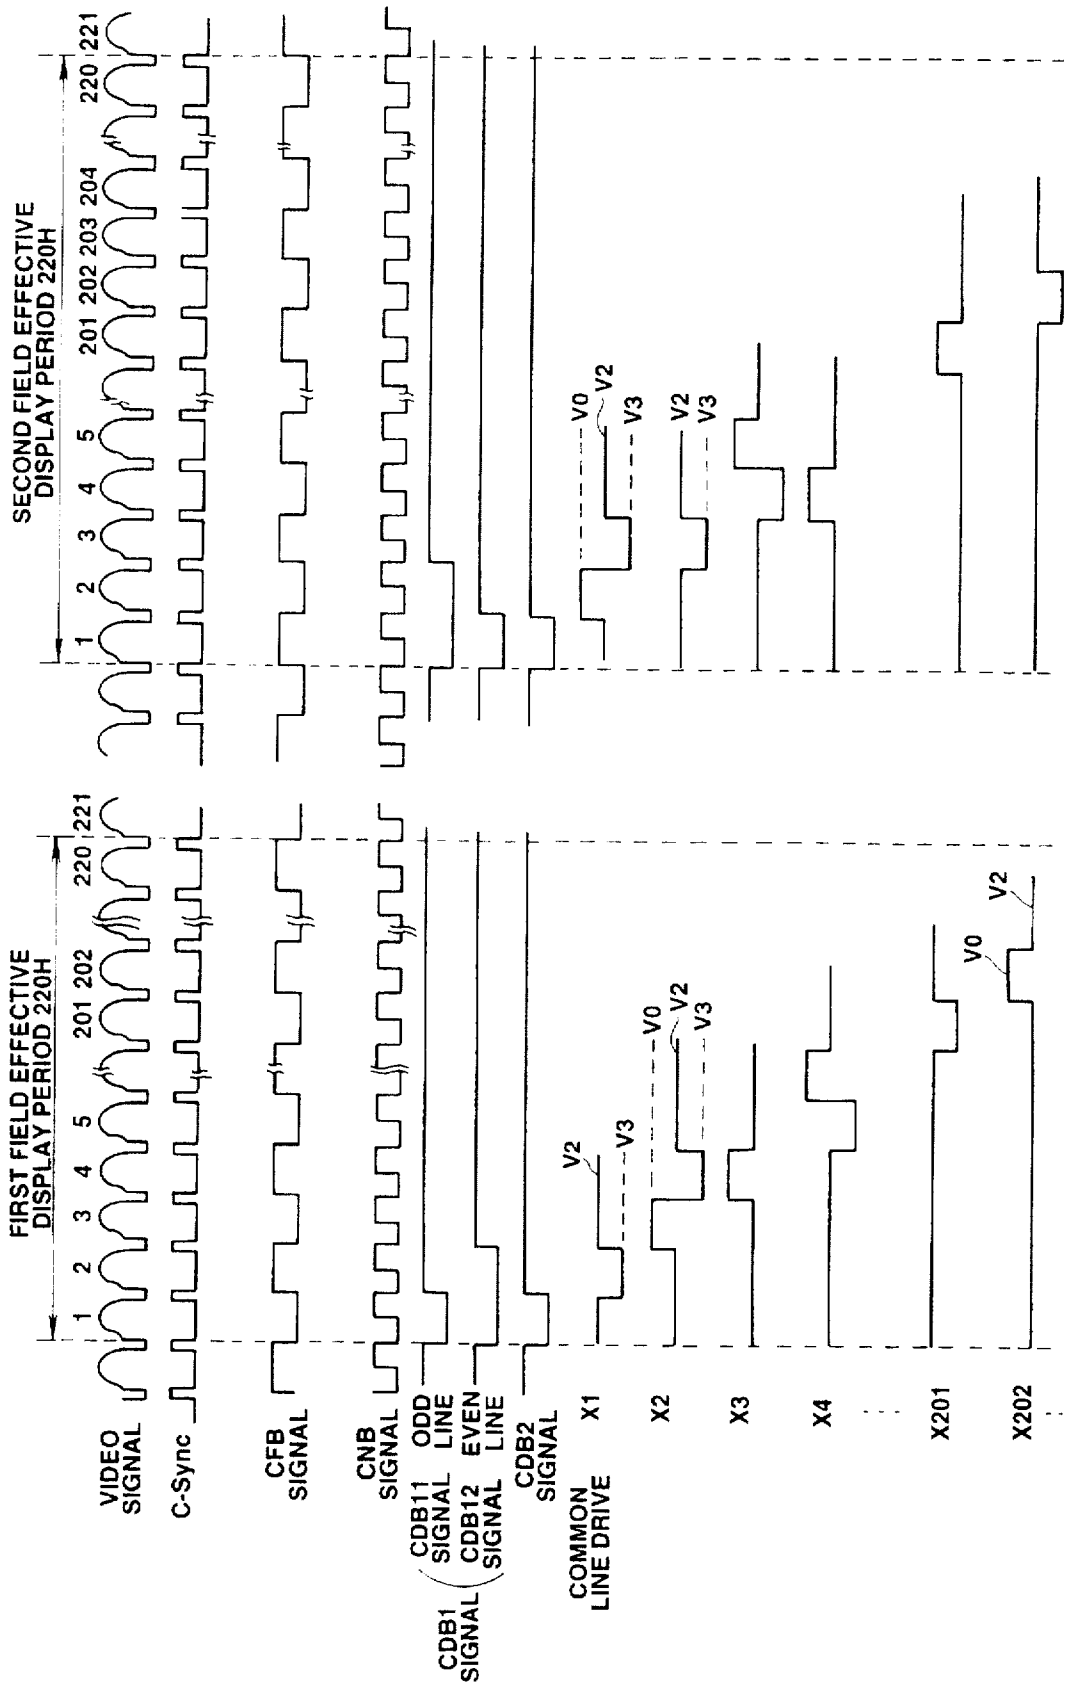 FIRST FIELD EFFECTIVE
DISPLAY PERIOD 220H
SECOND FIELD EFFECTIVE
DISPLAY PERIOD 220H
VIDEO
SIGNAL
1 2 3 4 5 201 202 220 221
1 2 3 4 5 201 202 203 204 220 221
C-Sync
CFB
SIGNAL
CNB
SIGNAL
CDB1
SIGNAL
CDB11
SIGNAL
ODD
LINE
CDB12
SIGNAL
EVEN
LINE
CDB2
SIGNAL
COMMON
LINE DRIVE
X1
V2
V3
V0
V2
V3
X2
V0
V2
V3
V2
V3
X3
X4
X201
X202
V0
V2